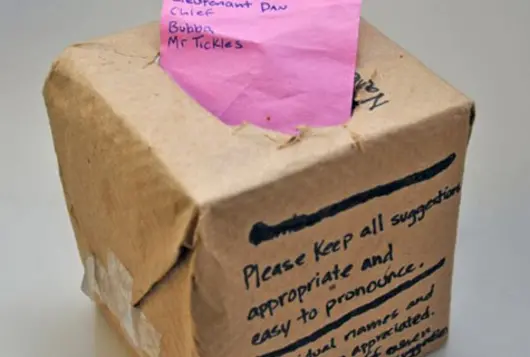 Lieutenant Dan
Chief
Bubba
Mr Tickles
Please Keep all suggestions
appropriate and
easy to pronounce.
names and
appreciated.